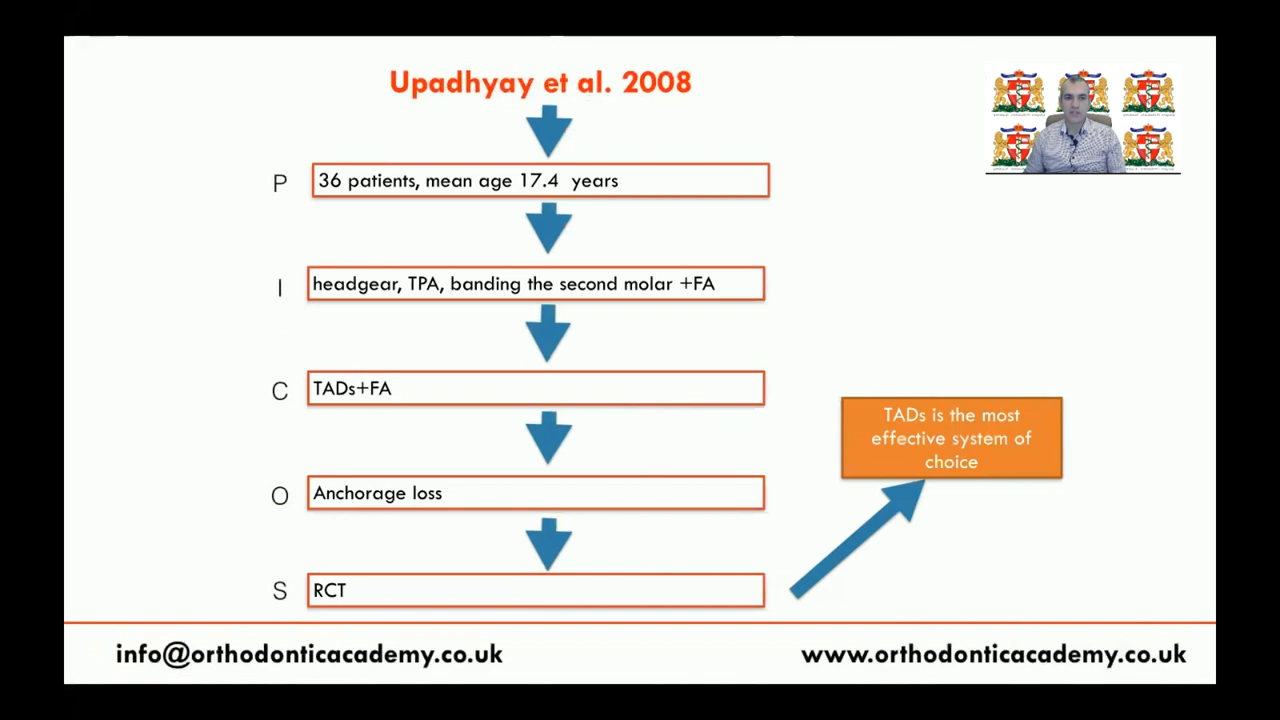 Upadhyay et al. 2008
P
36 patients, mean age 17.4 years
I
headgear, TPA, banding the second molar +FA
C
TADs+FA
TADs is the most
effective system of
choice
O
Anchorage loss
S
RCT
info@orthodonticacademy.co.uk
www.orthodonticacademy.co.uk